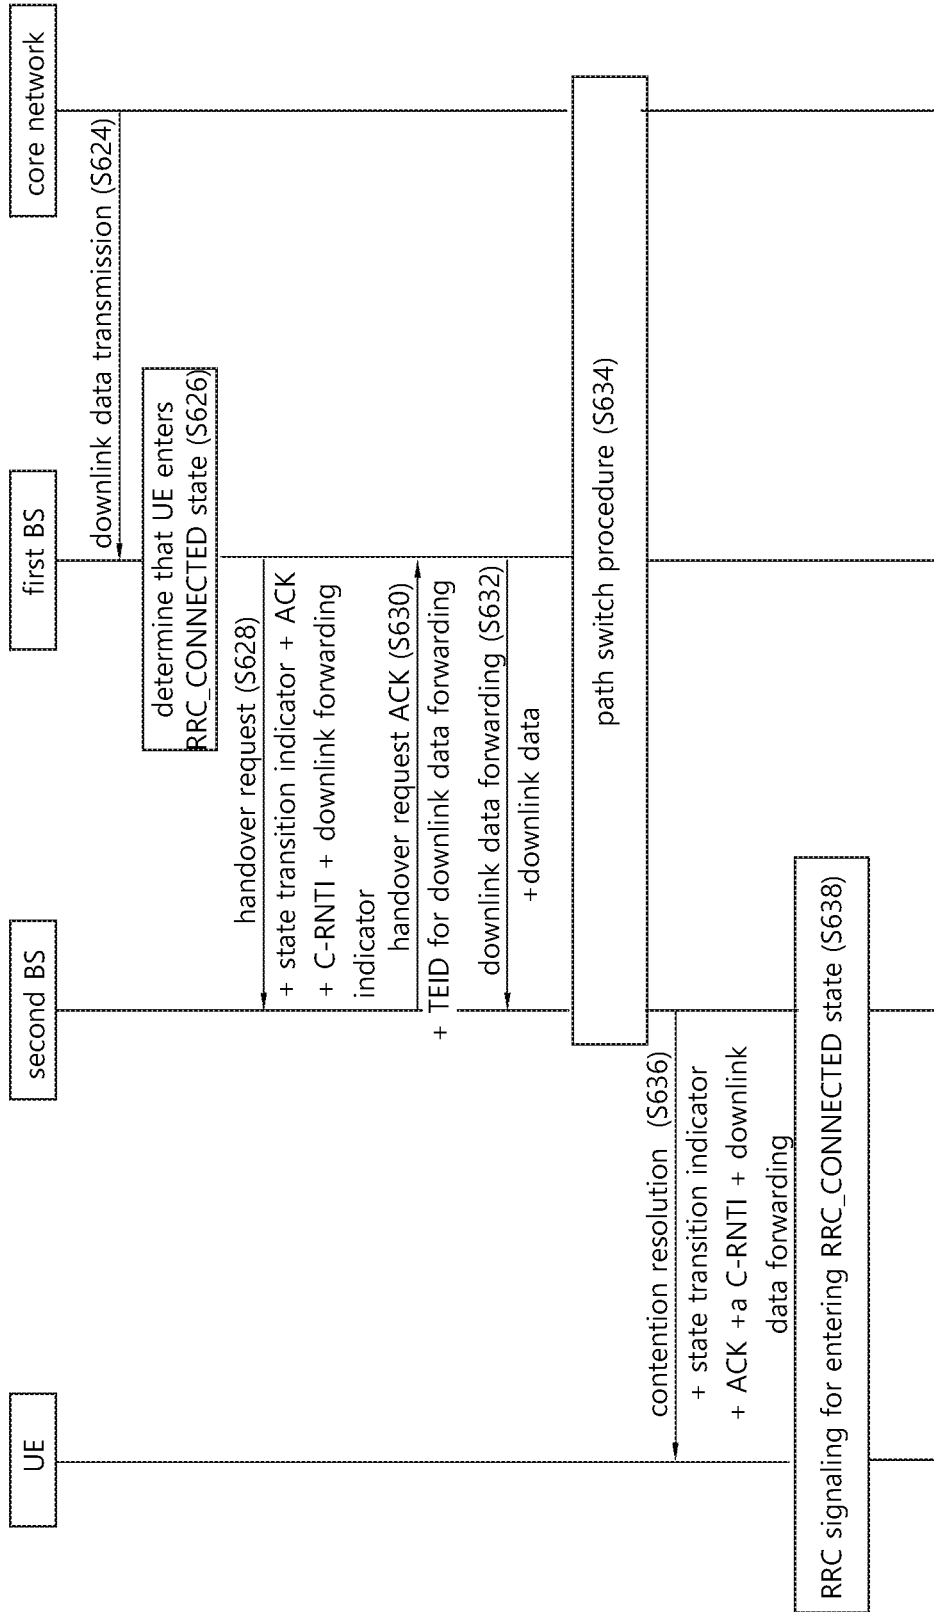 UE
second BS
first BS
core network
downlink data transmission (S624)
determine that UE enters
RRC_CONNECTED state (S626)
handover request (S628)
+ state transition indicator + ACK
+ C-RNTI + downlink forwarding
indicator
handover request ACK (S630)
+ TEID for downlink data forwarding
downlink data forwarding (S632)
+downlink data
path switch procedure (S634)
contention resolution (S636)
+ state transition indicator
+ ACK +a C-RNTI + downlink
data forwarding
RRC signaling for entering RRC_CONNECTED state (S638)